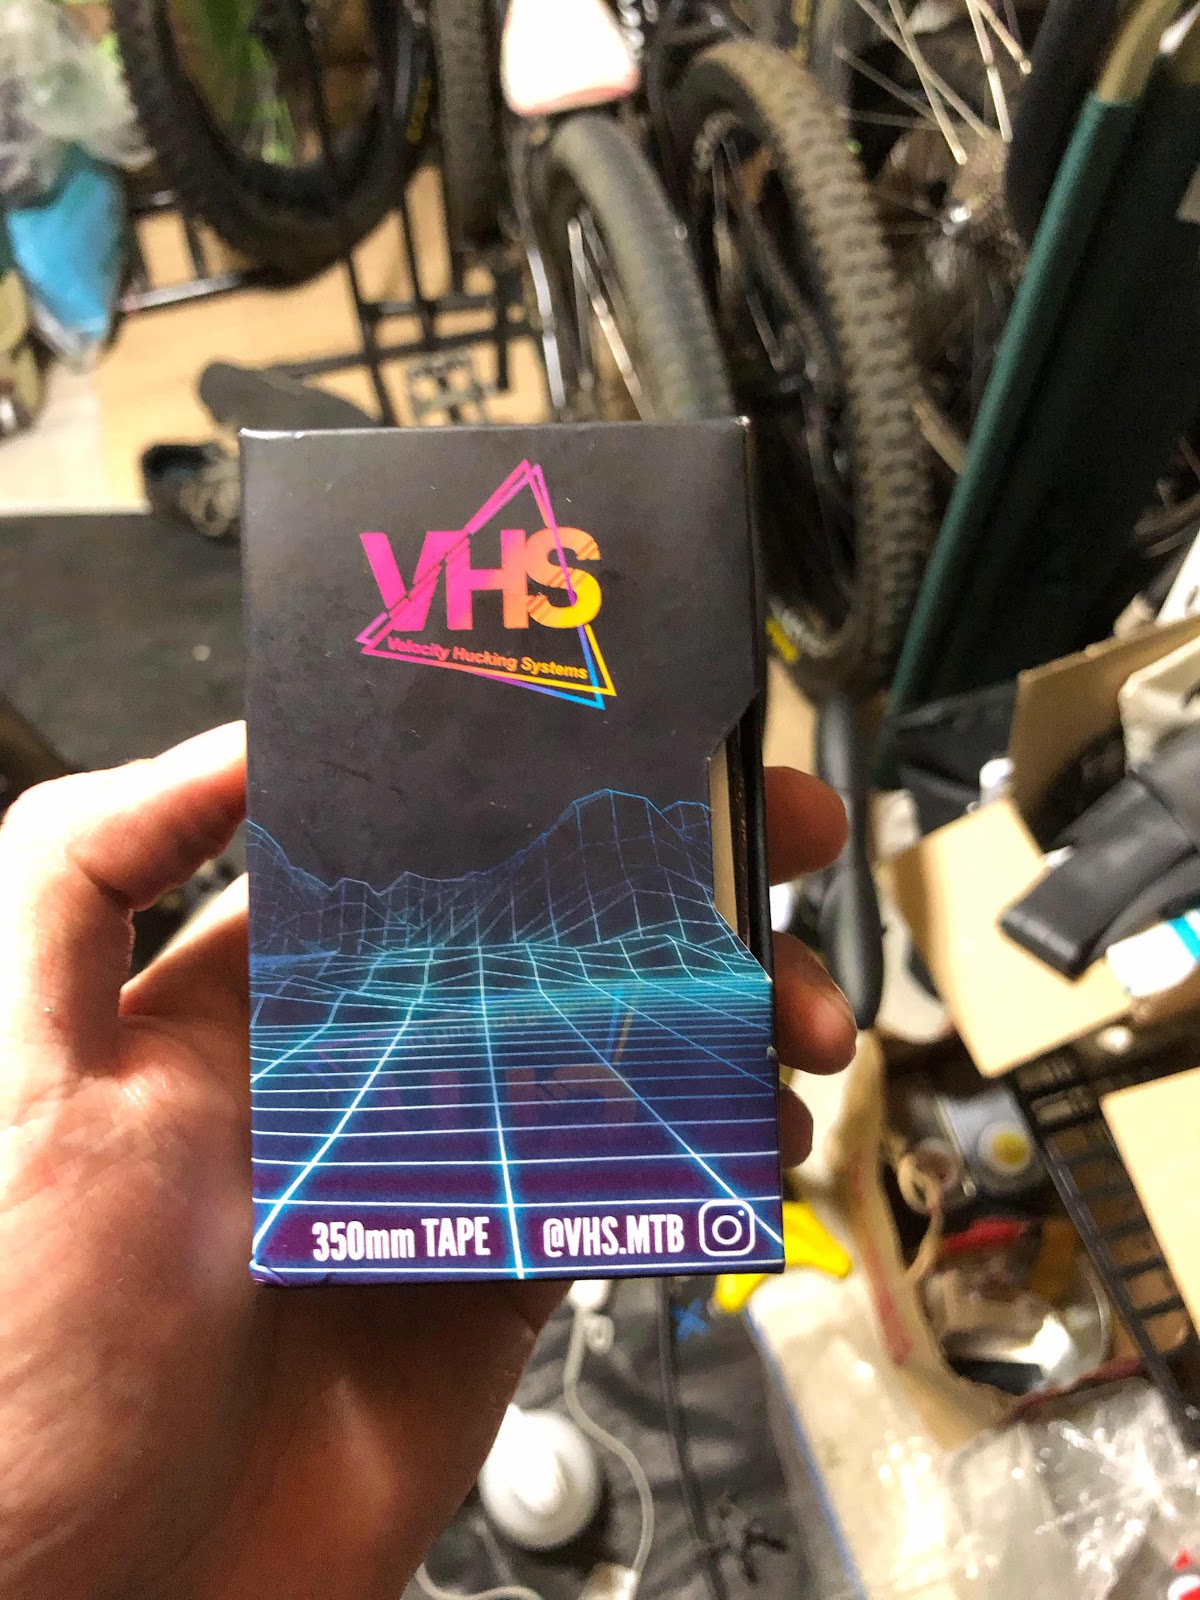 VHS
Velocity Hucking Systems
350mm TAPE @VHS.MTB